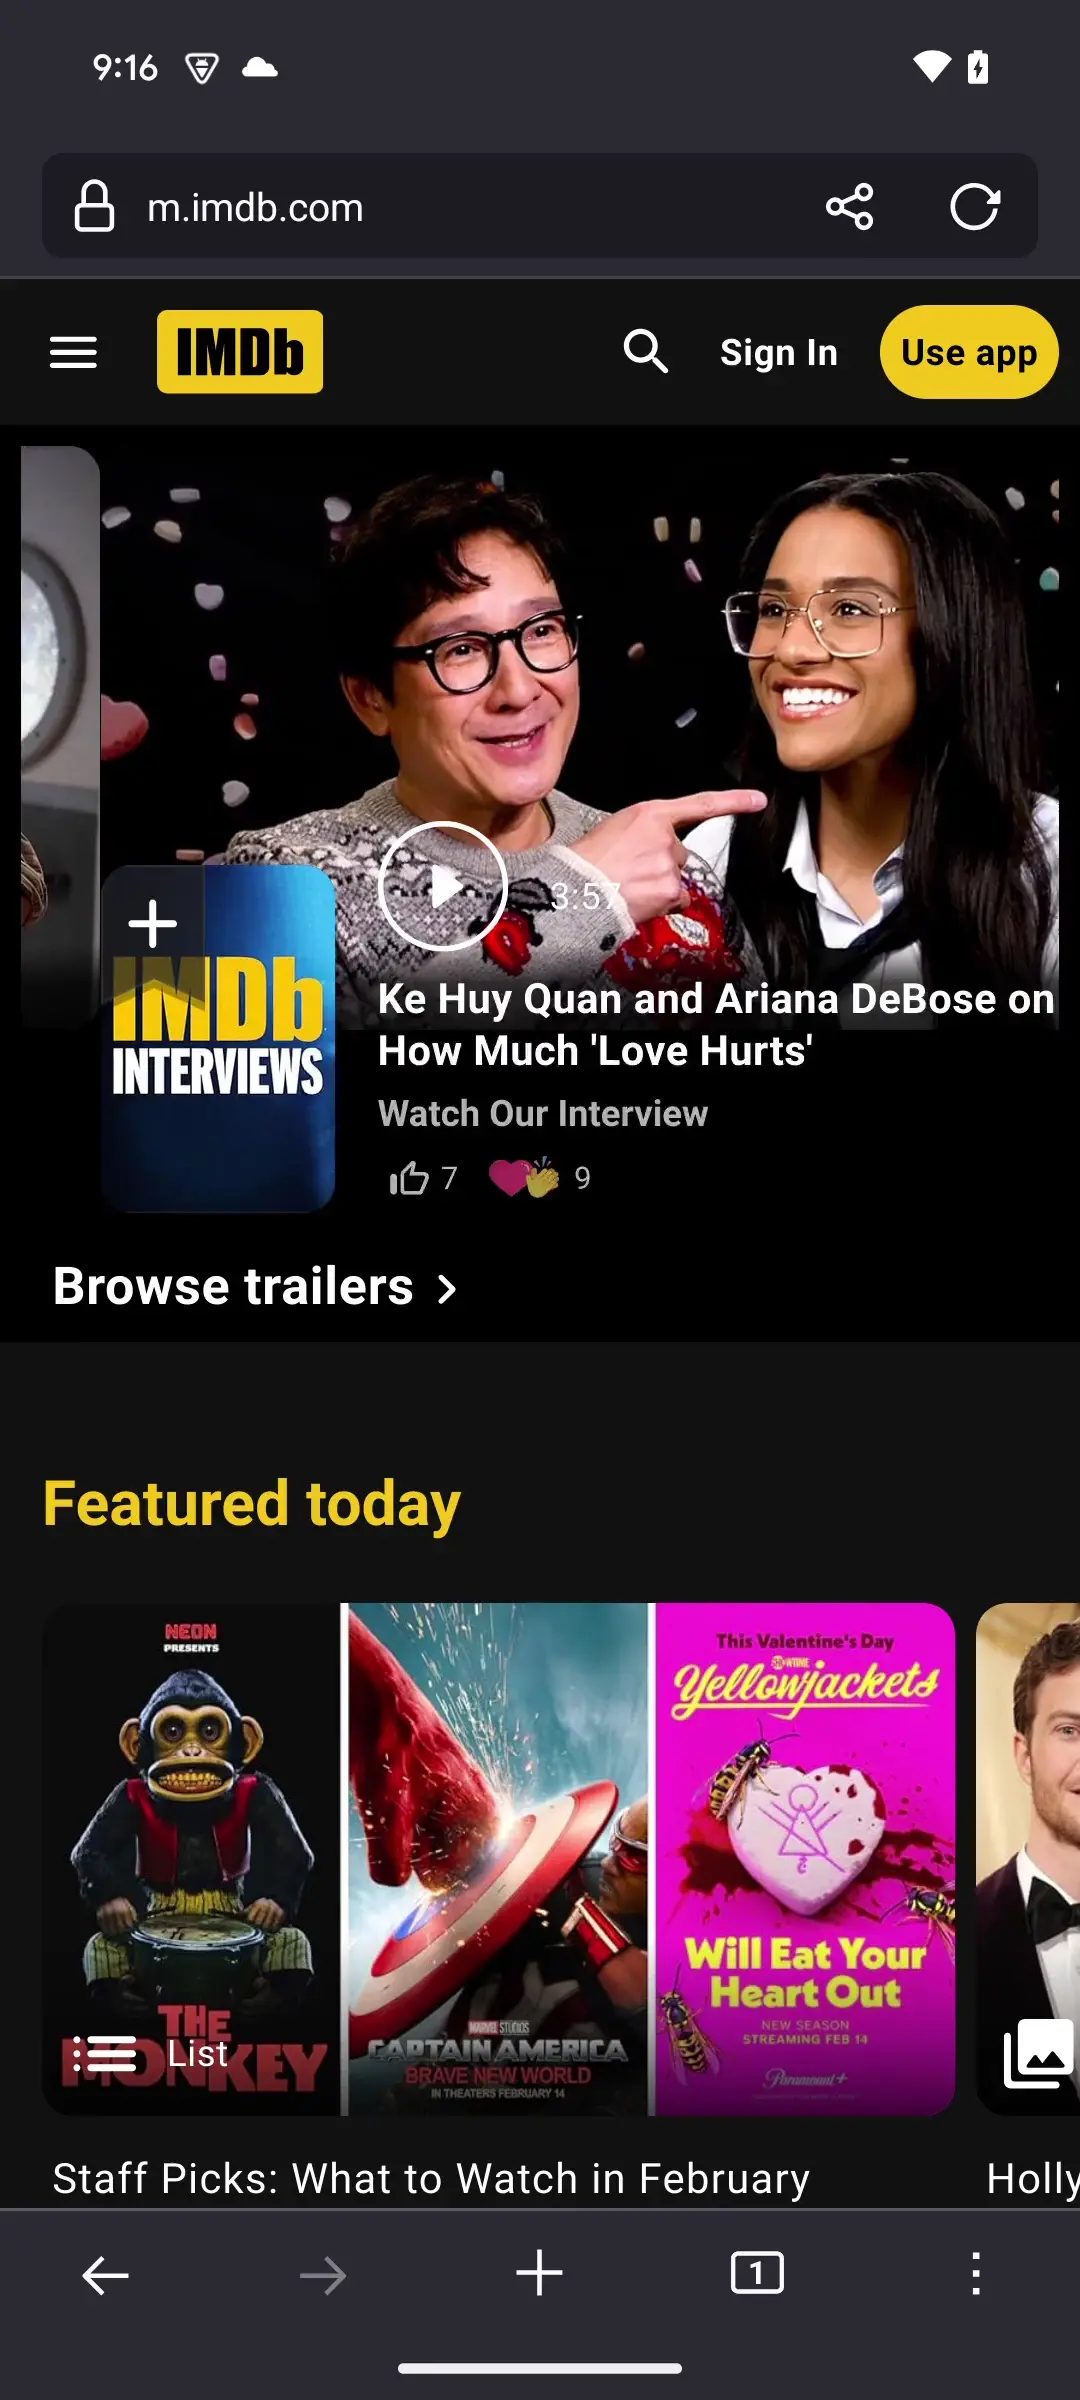 9:16
m.imdb.com
IMDb
Sign In
Use app
3:57
IMDb
INTERVIEWS
Ke Huy Quan and Ariana DeBose on
How Much 'Love Hurts'
Watch Our Interview
7
9
Browse trailers
Featured today
NEON
PRESENTS
THE
MONKEY
List
MARVEL STUDIOS
CAPTAIN AMERICA
BRAVE NEW WORLD
IN THEATERS FEBRUARY 14
This Valentine's Day
SHOWTIME
Yellowjackets
Will Eat Your
Heart Out
NEW SEASON
STREAMING FEB 14
Paramount+
Staff Picks: What to Watch in February
Holly
1